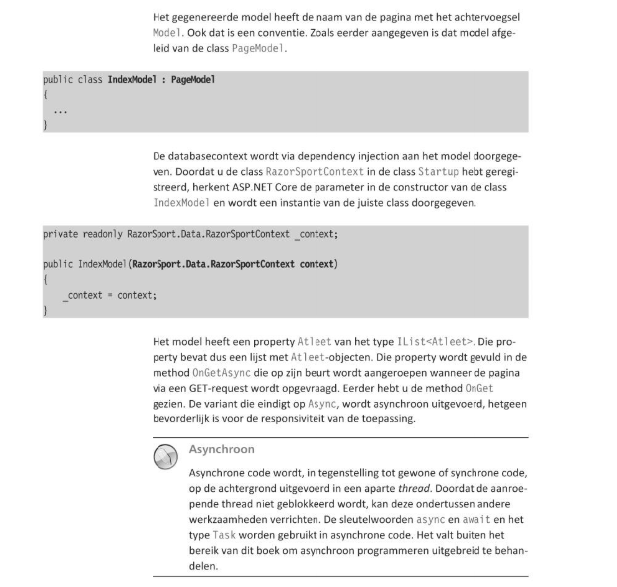 Het gegenereerde model heeft de naam van de pagina met het achtervoegsel
Model. Ook dat is een conventie. Zoals eerder aangegeven is dat model afge-
leid van de class PageModel.
public class IndexModel : PageModel
{
...
}
De databasecontext wordt via dependency injection aan het model doorgege-
ven. Doordat u de class RazorSportContext in de class Startup hebt geregi-
streerd, herkent ASP.NET Core de parameter in de constructor van de class
IndexModel en wordt een instantie van de juiste class doorgegeven.
private readonly RazorSport.Data.RazorSportContext _context;
public IndexModel(RazorSport.Data.RazorSportContext context)
{
_context = context;
}
Het model heeft een property Atleet van het type IList<Atleet>. Die pro-
perty bevat dus een lijst met Atleet-objecten. Die property wordt gevuld in de
method OnGetAsync die op zijn beurt wordt aangeroepen wanneer de pagina
via een GET-request wordt opgevraagd. Eerder hebt u de method OnGet
gezien. De variant die eindigt op Async, wordt asynchroon uitgevoerd, hetgeen
bevorderlijk is voor de responsiviteit van de toepassing.
Asynchroon
Asynchrone code wordt, in tegenstelling tot gewone of synchrone code,
op de achtergrond uitgevoerd in een aparte thread. Doordat de aanroe-
pende thread niet geblokkeerd wordt, kan deze ondertussen andere
werkzaamheden verrichten. De sleutelwoorden async en await en het
type Task worden gebruikt in asynchrone code. Het valt buiten het
bereik van dit boek om asynchroon programmeren uitgebreid te behan-
delen.